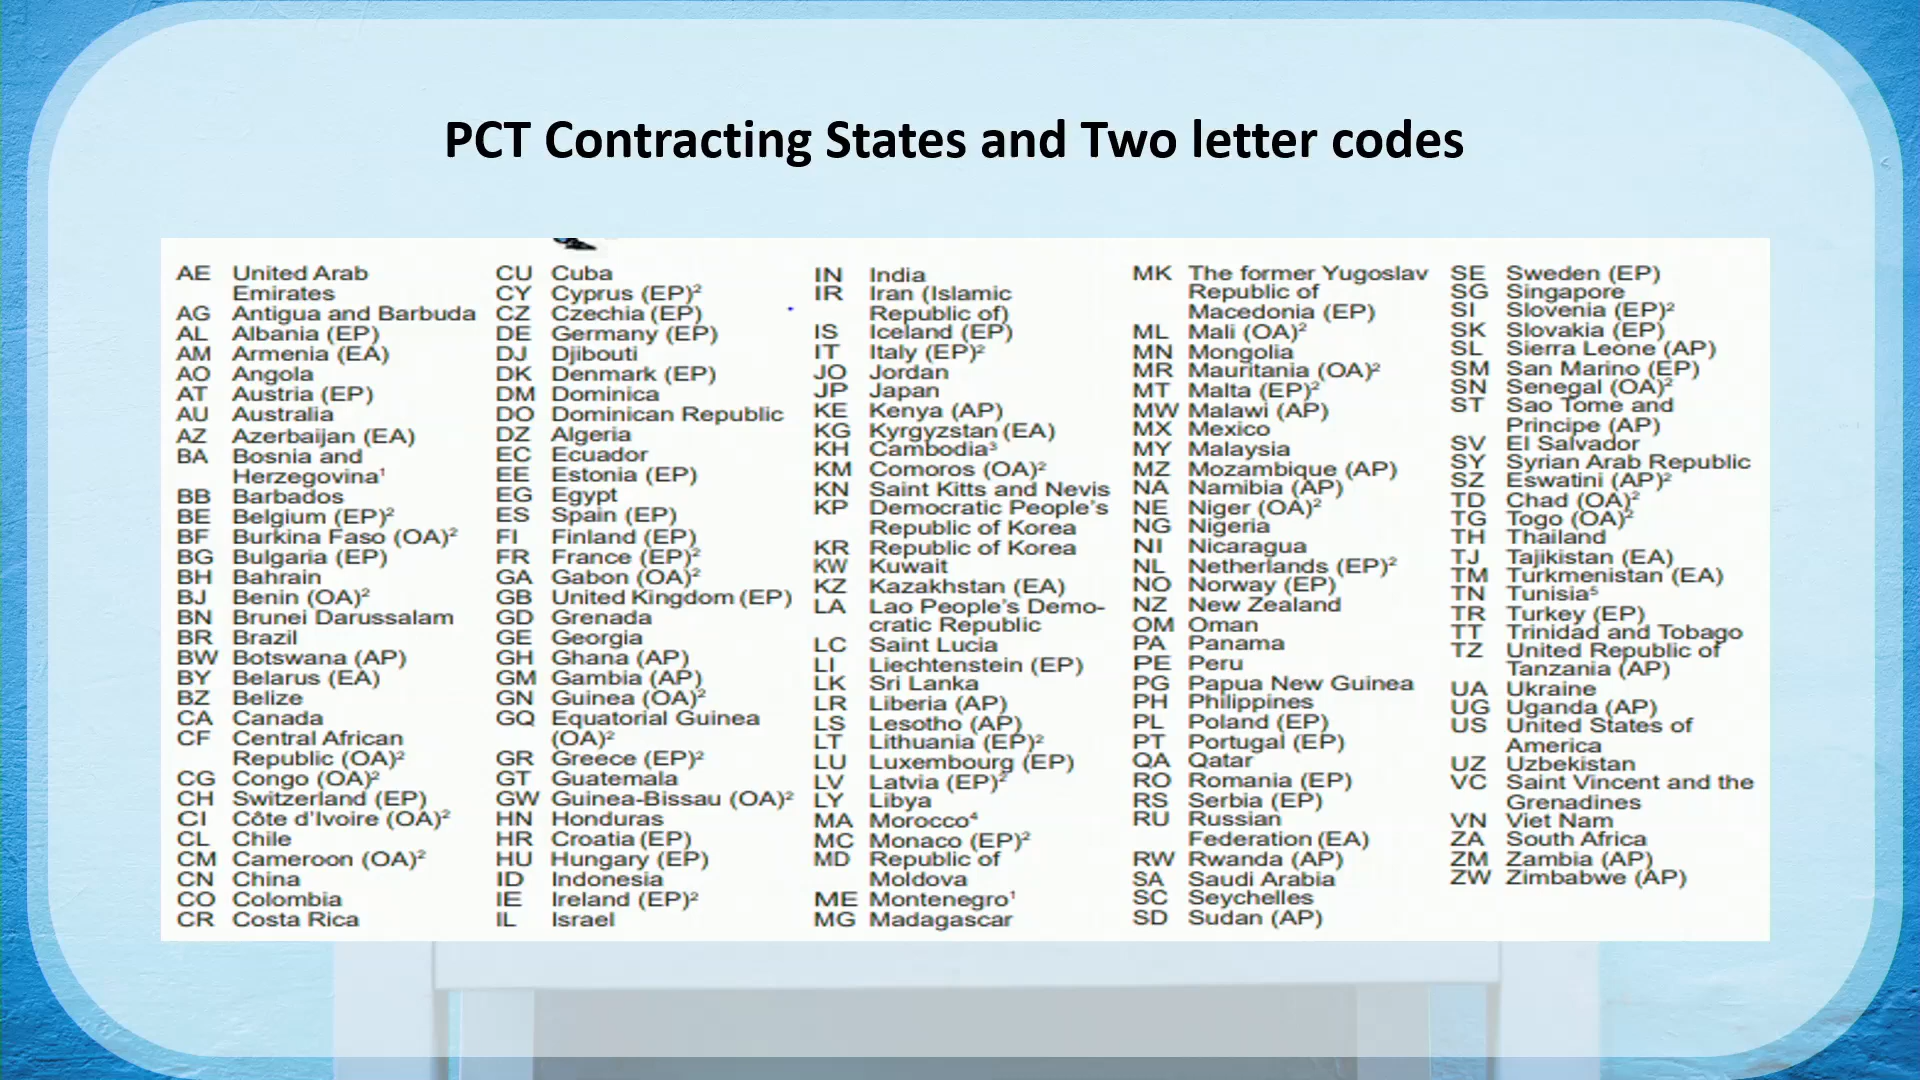 PCT Contracting States and Two letter codes
AE United Arab
Emirates
AG Antigua and Barbuda
AL Albania (EP)
AM Armenia (EA)
AO Angola
AT Austria (EP)
AU Australia
AZ Azerbaijan (EA)
BA Bosnia and
Herzegovina¹
BB Barbados
BE Belgium (EP)²
BF Burkina Faso (OA)²
BG Bulgaria (EP)
BH Bahrain
BJ Benin (OA)²
BN Brunei Darussalam
BR Brazil
BW Botswana (AP)
BY Belarus (EA)
BZ Belize
CA Canada
CF Central African
Republic (OA)²
CG Congo (OA)²
CH Switzerland (EP)
CI Côte d'Ivoire (OA)²
CL Chile
CM Cameroon (OA)²
CN China
CO Colombia
CR Costa Rica
CU Cuba
CY Cyprus (EP)²
CZ Czechia (EP)
DE Germany (EP)
DJ Djibouti
DK Denmark (EP)
DM Dominica
DO Dominican Republic
DZ Algeria
EC Ecuador
EE Estonia (EP)
EG Egypt
ES Spain (EP)
FI Finland (EP)
FR France (EP)²
GA Gabon (OA)²
GB United Kingdom (EP)
GD Grenada
GE Georgia
GH Ghana (AP)
GM Gambia (AP)
GN Guinea (OA)²
GQ Equatorial Guinea
(OA)²
GR Greece (EP)²
GT Guatemala
GW Guinea-Bissau (OA)²
HN Honduras
HR Croatia (EP)
HU Hungary (EP)
ID Indonesia
IE Ireland (EP)²
IL Israel
IN India
IR Iran (Islamic
Republic of)
IS Iceland (EP)
IT Italy (EP)²
JO Jordan
JP Japan
KE Kenya (AP)
KG Kyrgyzstan (EA)
KH Cambodia³
KM Comoros (OA)²
KN Saint Kitts and Nevis
KP Democratic People's
Republic of Korea
KR Republic of Korea
KW Kuwait
KZ Kazakhstan (EA)
LA Lao People's Demo-
cratic Republic
LC Saint Lucia
LI Liechtenstein (EP)
LK Sri Lanka
LR Liberia (AP)
LS Lesotho (AP)
LT Lithuania (EP)²
LU Luxembourg (EP)
LV Latvia (EP)²
LY Libya
MA Morocco⁴
MC Monaco (EP)²
MD Republic of
Moldova
ME Montenegro¹
MG Madagascar
MK The former Yugoslav
Republic of
Macedonia (EP)
ML Mali (OA)²
MN Mongolia
MR Mauritania (OA)²
MT Malta (EP)²
MW Malawi (AP)
MX Mexico
MY Malaysia
MZ Mozambique (AP)
NA Namibia (AP)
NE Niger (OA)²
NG Nigeria
NI Nicaragua
NL Netherlands (EP)²
NO Norway (EP)
NZ New Zealand
OM Oman
PA Panama
PE Peru
PG Papua New Guinea
PH Philippines
PL Poland (EP)
PT Portugal (EP)
QA Qatar
RO Romania (EP)
RS Serbia (EP)
RU Russian
Federation (EA)
RW Rwanda (AP)
SA Saudi Arabia
SC Seychelles
SD Sudan (AP)
SE Sweden (EP)
SG Singapore
SI Slovenia (EP)²
SK Slovakia (EP)
SL Sierra Leone (AP)
SM San Marino (EP)
SN Senegal (OA)²
ST Sao Tome and
Principe (AP)
SV El Salvador
SY Syrian Arab Republic
SZ Eswatini (AP)²
TD Chad (OA)²
TG Togo (OA)²
TH Thailand
TJ Tajikistan (EA)
TM Turkmenistan (EA)
TN Tunisia⁵
TR Turkey (EP)
TT Trinidad and Tobago
TZ United Republic of
Tanzania (AP)
UA Ukraine
UG Uganda (AP)
US United States of
America
UZ Uzbekistan
VC Saint Vincent and the
Grenadines
VN Viet Nam
ZA South Africa
ZM Zambia (AP)
ZW Zimbabwe (AP)